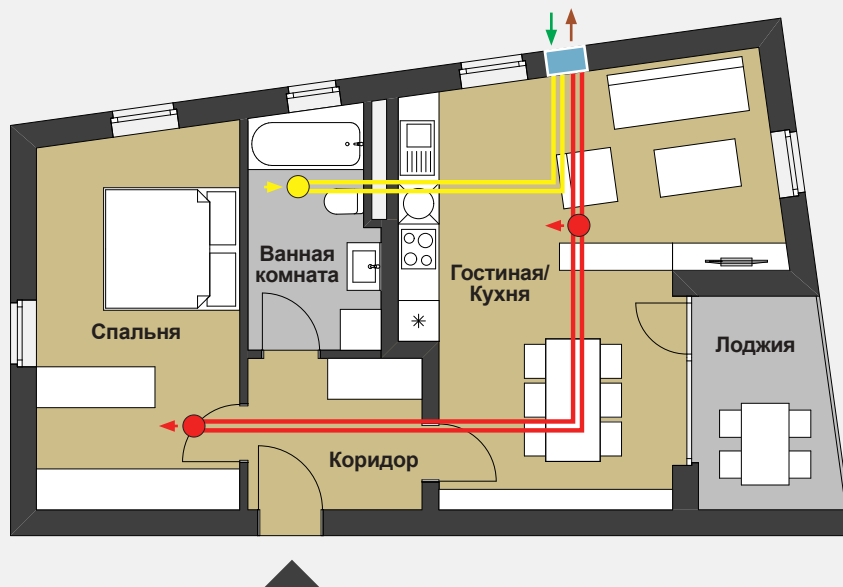 Ванная
комната
Гостиная/
Кухня
Спальня
Лоджия
Коридор